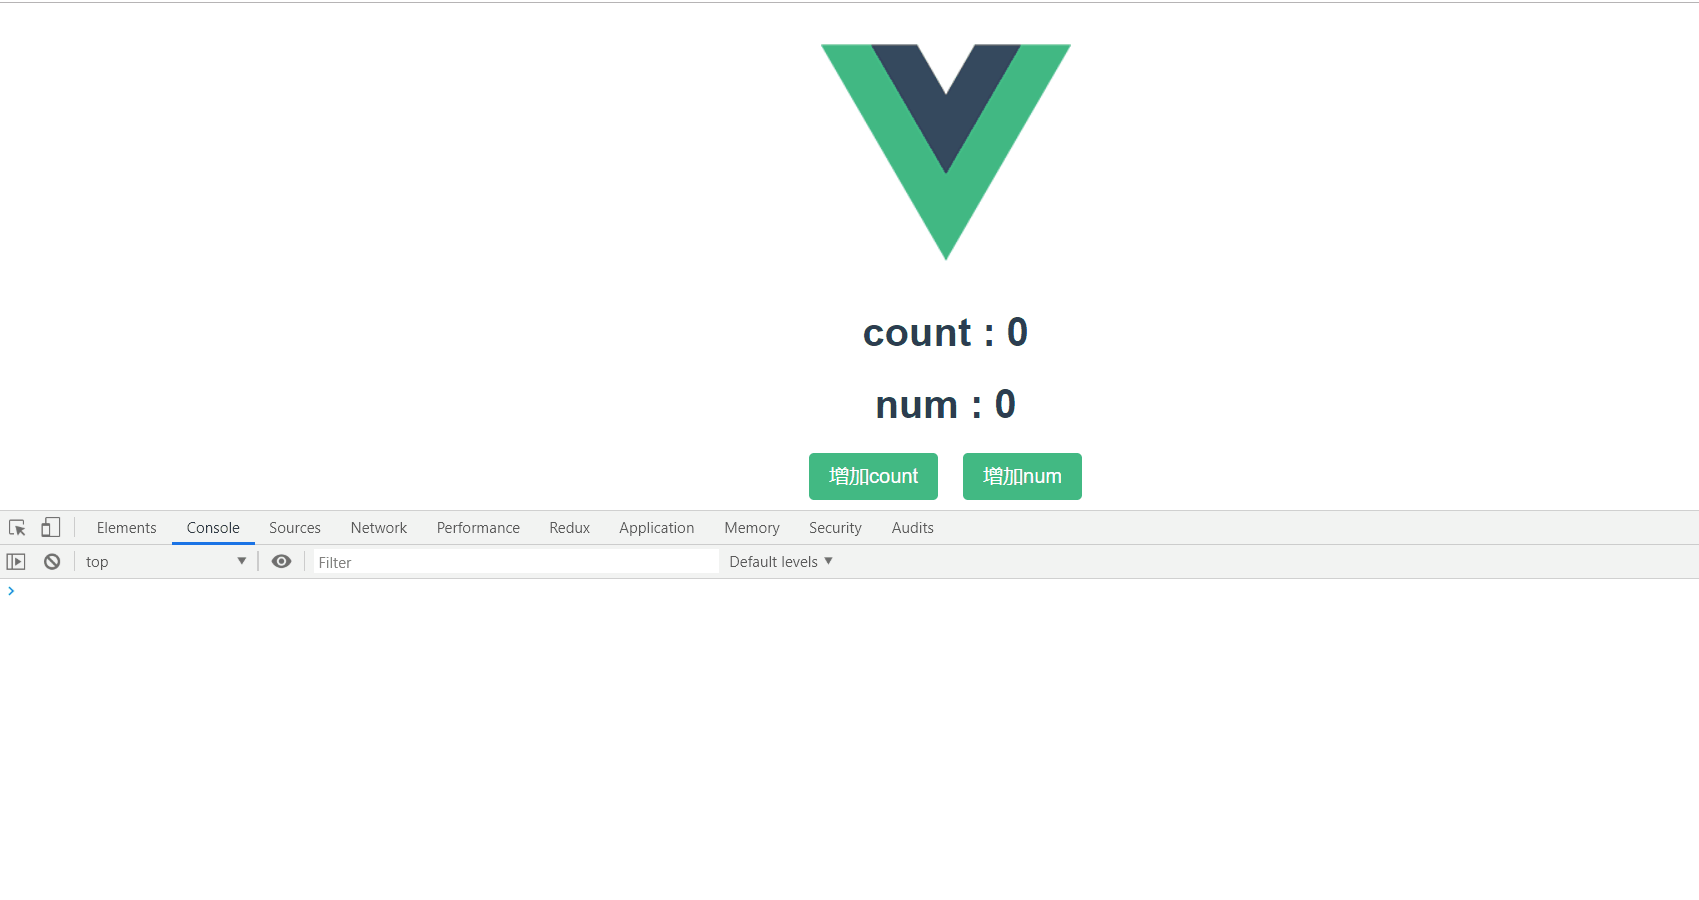 count : 0
num : 0
增加count 增加num
Elements Console Sources Network Performance Redux Application Memory Security Audits
top Filter Default levels